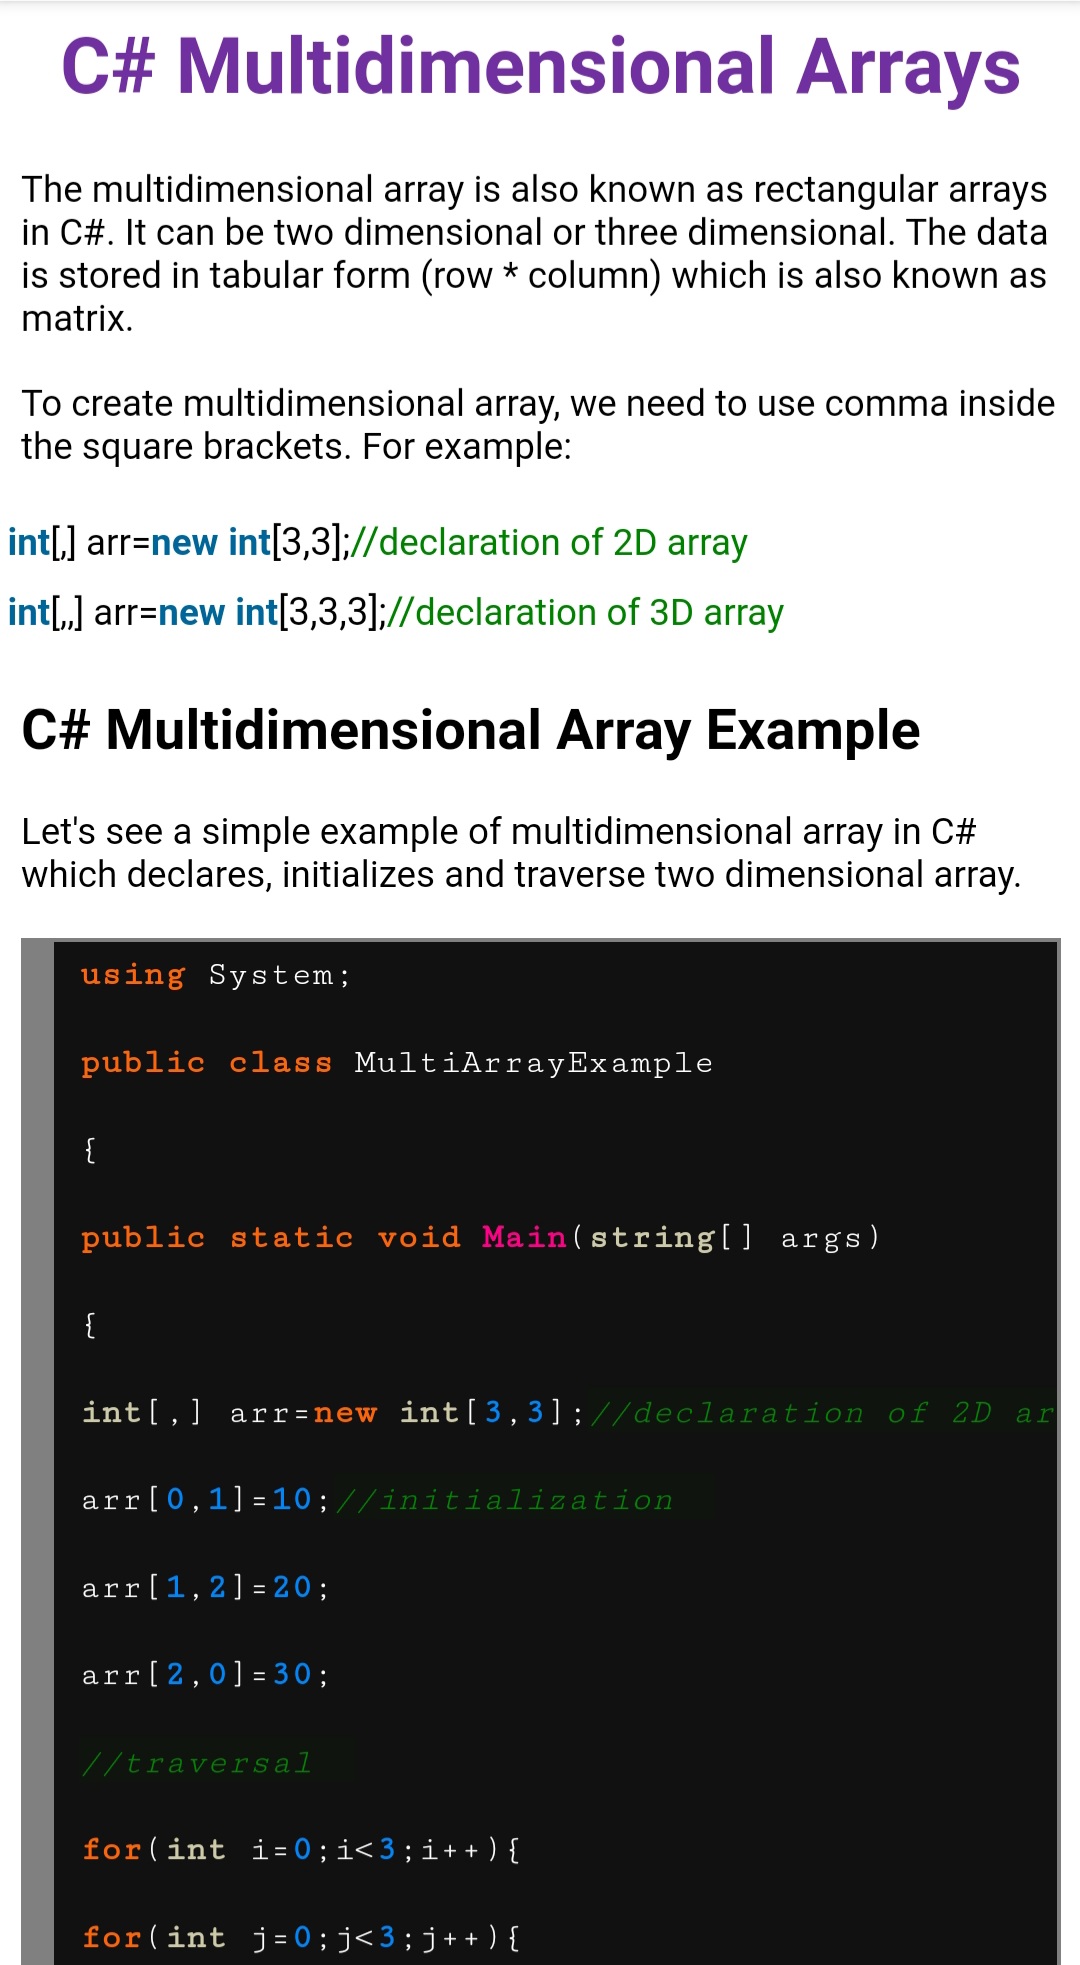 C# Multidimensional Arrays
The multidimensional array is also known as rectangular arrays
in C#. It can be two dimensional or three dimensional. The data
is stored in tabular form (row * column) which is also known as
matrix.
To create multidimensional array, we need to use comma inside
the square brackets. For example:
int[,] arr=new int[3,3];//declaration of 2D array
int[,,] arr=new int[3,3,3];//declaration of 3D array
C# Multidimensional Array Example
Let's see a simple example of multidimensional array in C#
which declares, initializes and traverse two dimensional array.
using System;
public class MultiArrayExample
{
public static void Main(string[] args)
{
int[,] arr=new int[3,3];//declaration of 2D ar
arr[0,1]=10;//initialization
arr[1,2]=20;
arr[2,0]=30;
//traversal
for(int i=0;i<3;i++){
for(int j=0;j<3;j++){